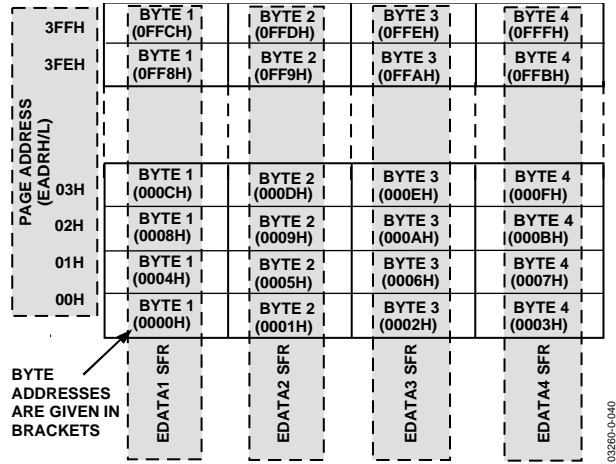 3FFH
BYTE 1 BYTE 2 BYTE 3 BYTE 4
(0FFCH) (0FFDH) (0FFEH) (0FFFH)
3FEH
BYTE 1 BYTE 2 BYTE 3 BYTE 4
(0FF8H) (0FF9H) (0FFAH) (0FFBH)
PAGE ADDRESS
(EADRH/L)
03H
BYTE 1 BYTE 2 BYTE 3 BYTE 4
(000CH) (000DH) (000EH) (000FH)
02H
BYTE 1 BYTE 2 BYTE 3 BYTE 4
(0008H) (0009H) (000AH) (000BH)
01H
BYTE 1 BYTE 2 BYTE 3 BYTE 4
(0004H) (0005H) (0006H) (0007H)
00H
BYTE 1 BYTE 2 BYTE 3 BYTE 4
(0000H) (0001H) (0002H) (0003H)
BYTE
ADDRESSES
ARE GIVEN IN
BRACKETS
EDATA1 SFR
EDATA2 SFR
EDATA3 SFR
EDATA4 SFR
03260-0-040